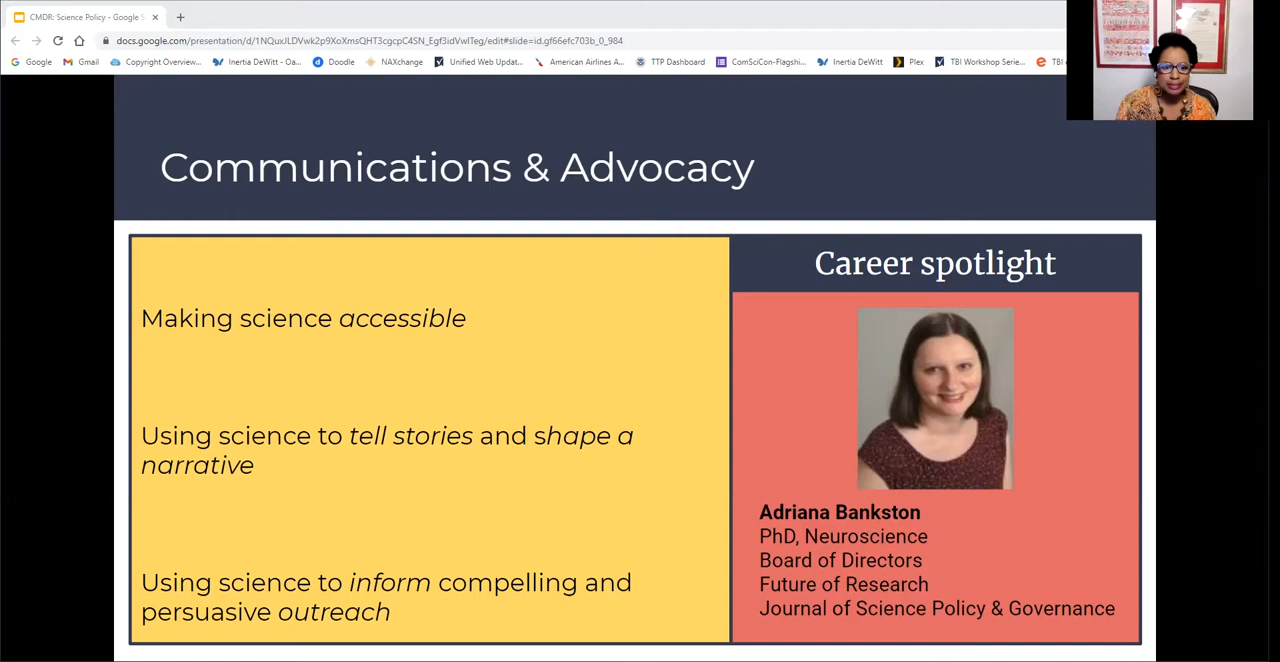 CMDR: Science Policy - Google S
docs.google.com/presentation/d/1NQuxJLDVwk2p9XoXmsQHT3cgcpGd5N_Egf3idVwlTeg/edit#slide=id.gf66efc703b_0_984
Google Gmail Copyright Overview... Inertia DeWitt - Oa... Doodle NAXchange Unified Web Updat... American Airlines A... TTP Dashboard ComSciCon-Flagshi... Inertia DeWitt Plex TBI Workshop Serie... TBI
Communications & Advocacy
Making science accessible
Using science to tell stories and shape a
narrative
Using science to inform compelling and
persuasive outreach
Career spotlight
Adriana Bankston
PhD, Neuroscience
Board of Directors
Future of Research
Journal of Science Policy & Governance